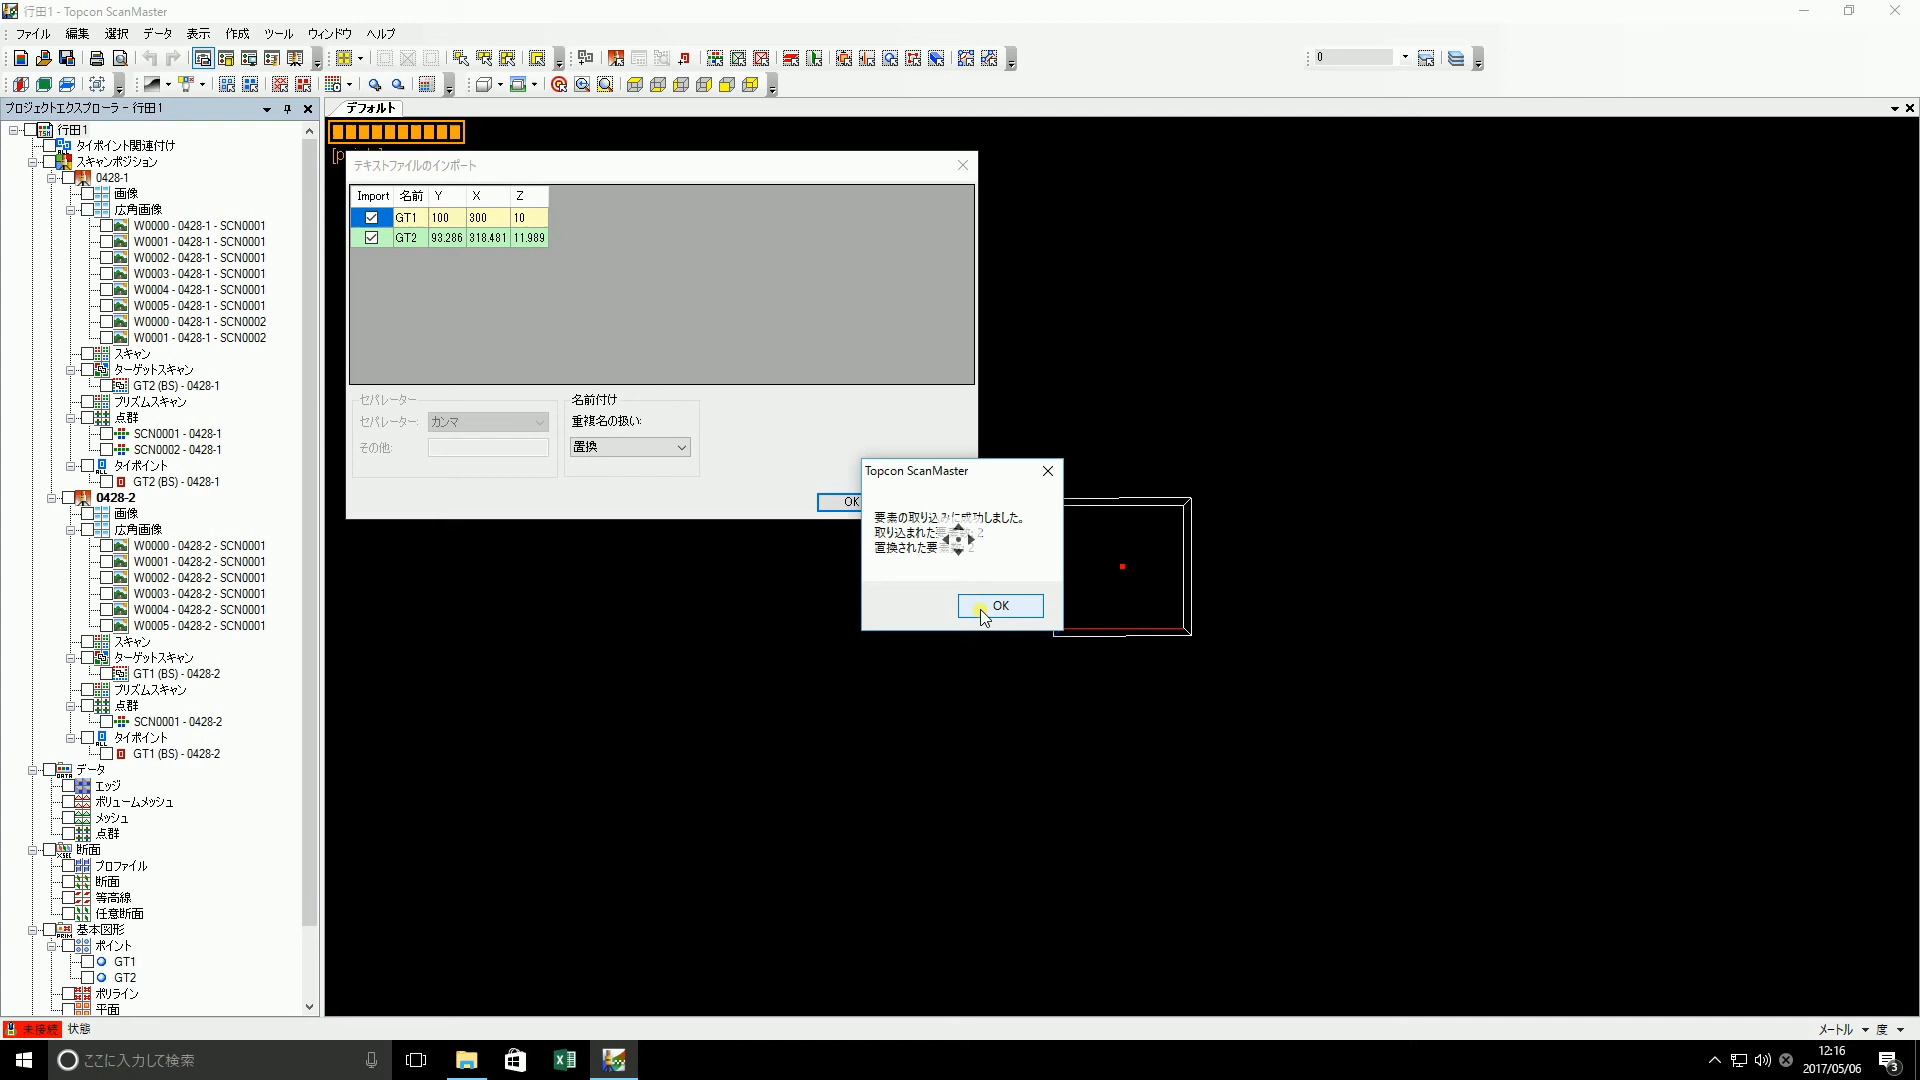 行田1 - Topcon ScanMaster
ファイル 編集 選択 データ 表示 作成 ツール ウィンドウ ヘルプ
0
プロジェクトエクスプローラ - 行田1
デフォルト
行田1
タイポイント関連付け
スキャンポジション
0428-1
画像
広角画像
W0000 - 0428-1 - SCN0001
W0001 - 0428-1 - SCN0001
W0002 - 0428-1 - SCN0001
W0003 - 0428-1 - SCN0001
W0004 - 0428-1 - SCN0001
W0005 - 0428-1 - SCN0001
W0000 - 0428-1 - SCN0002
W0001 - 0428-1 - SCN0002
スキャン
ターゲットスキャン
GT2 (BS) - 0428-1
プリズムスキャン
点群
SCN0001 - 0428-1
SCN0002 - 0428-1
タイポイント
GT2 (BS) - 0428-1
0428-2
画像
広角画像
W0000 - 0428-2 - SCN0001
W0001 - 0428-2 - SCN0001
W0002 - 0428-2 - SCN0001
W0003 - 0428-2 - SCN0001
W0004 - 0428-2 - SCN0001
W0005 - 0428-2 - SCN0001
スキャン
ターゲットスキャン
GT1 (BS) - 0428-2
プリズムスキャン
点群
SCN0001 - 0428-2
タイポイント
GT1 (BS) - 0428-2
データ
エッジ
ボリュームメッシュ
メッシュ
点群
断面
プロファイル
断面
等高線
任意断面
基本図形
ポイント
GT1
GT2
ポリライン
平面
テキストファイルのインポート
Import 名前 Y X Z
GT1 100 300 10
GT2 93.286 318.481 11.989
セパレーター
セパレーター: カンマ
その他:
名前付け
重複名の扱い:
置換
OK
Topcon ScanMaster
要素の取り込みに成功しました。
取り込まれた要素数: 2
置換された要素数: 2
OK
未接続 状態
メートル 度
ここに入力して検索
12:16
2017/05/06
3